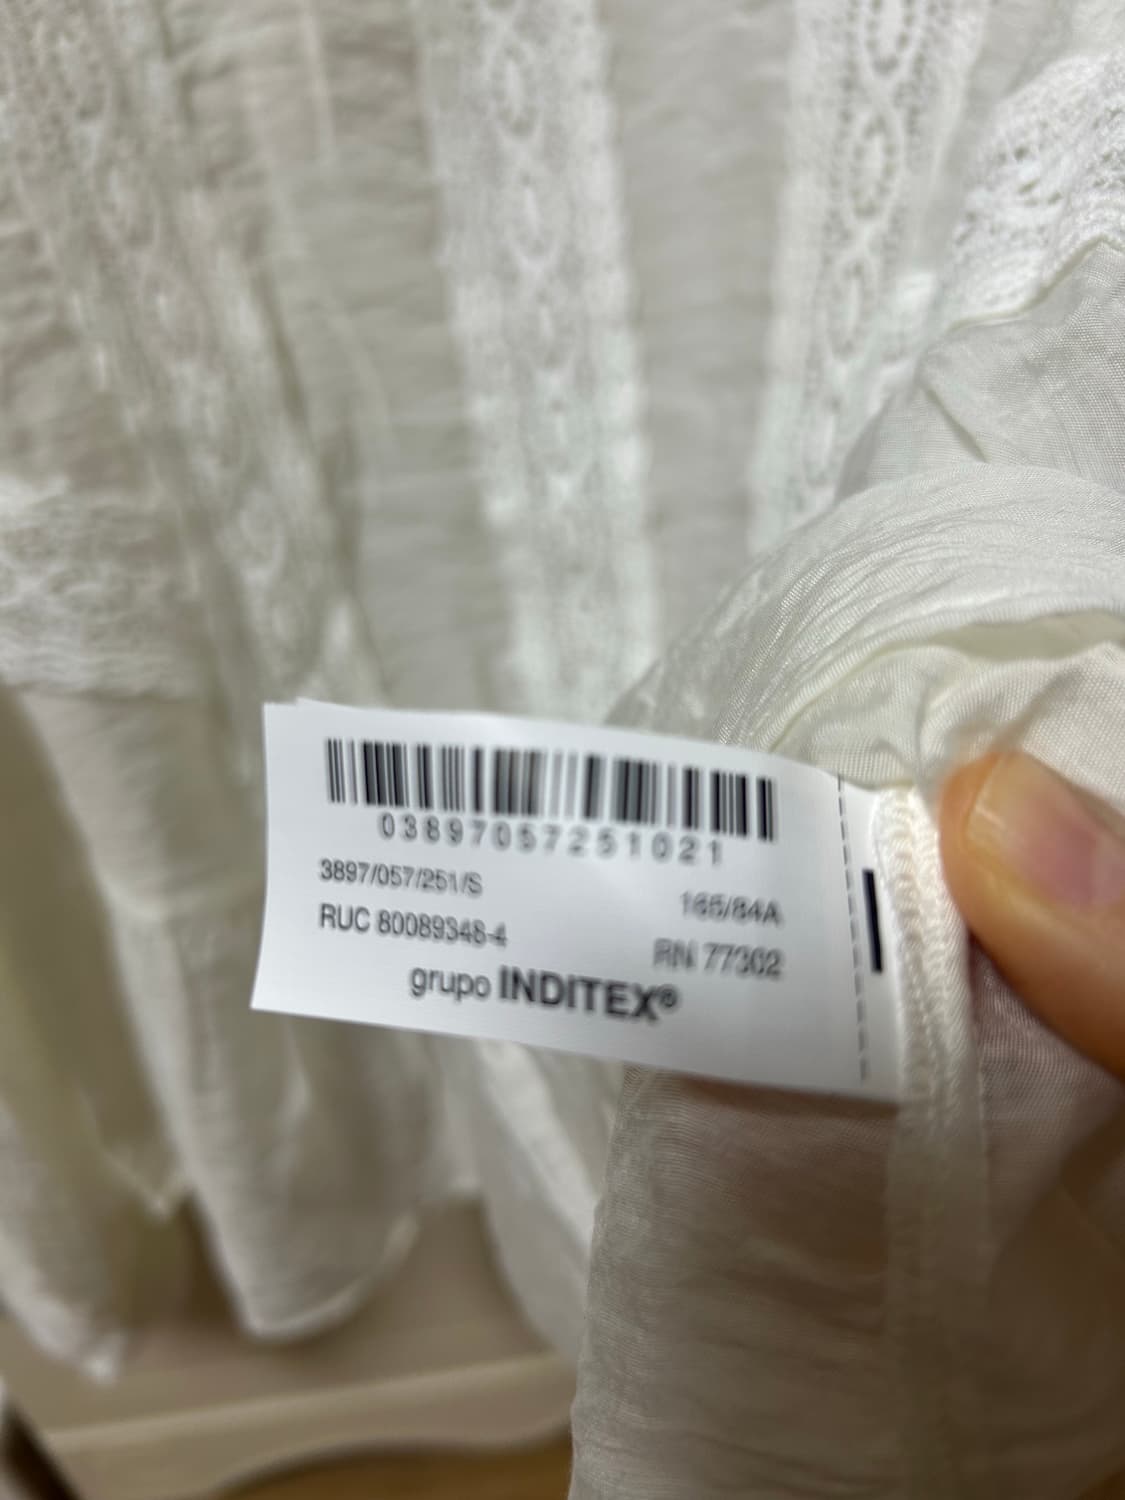 03897057251021
3897/057/251/S
165/84A
RUC 80089348-4
RN 77302
grupo INDITEX®